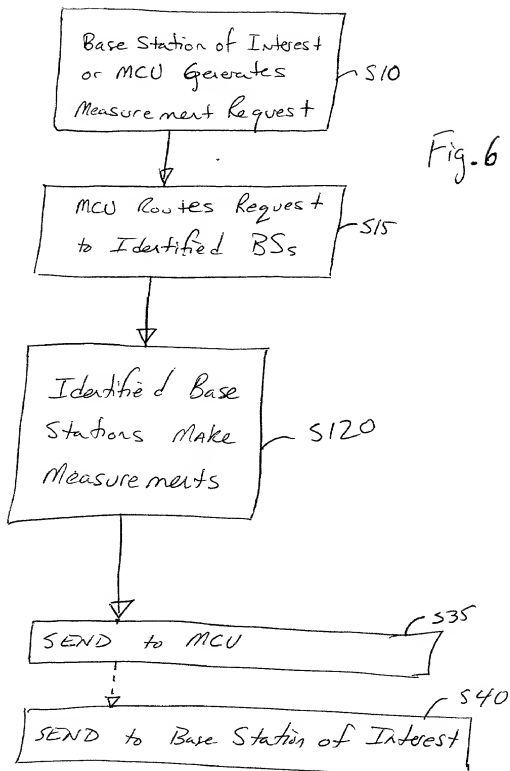 Base Station of Interest
or MCU Generates
Measurement Request
S10
Fig. 6
MCU Routes Request
to Identified BSs
S15
Identified Base
Stations Make
Measurements
S120
S35
SEND to MCU
S40
SEND to Base Station of Interest